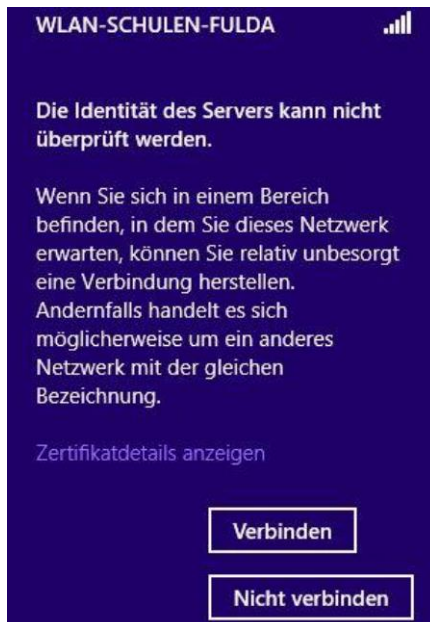 WLAN-SCHULEN-FULDA
Die Identität des Servers kann nicht
überprüft werden.
Wenn Sie sich in einem Bereich
befinden, in dem Sie dieses Netzwerk
erwarten, können Sie relativ unbesorgt
eine Verbindung herstellen.
Andernfalls handelt es sich
möglicherweise um ein anderes
Netzwerk mit der gleichen
Bezeichnung.
Zertifikatdetails anzeigen
Verbinden
Nicht verbinden